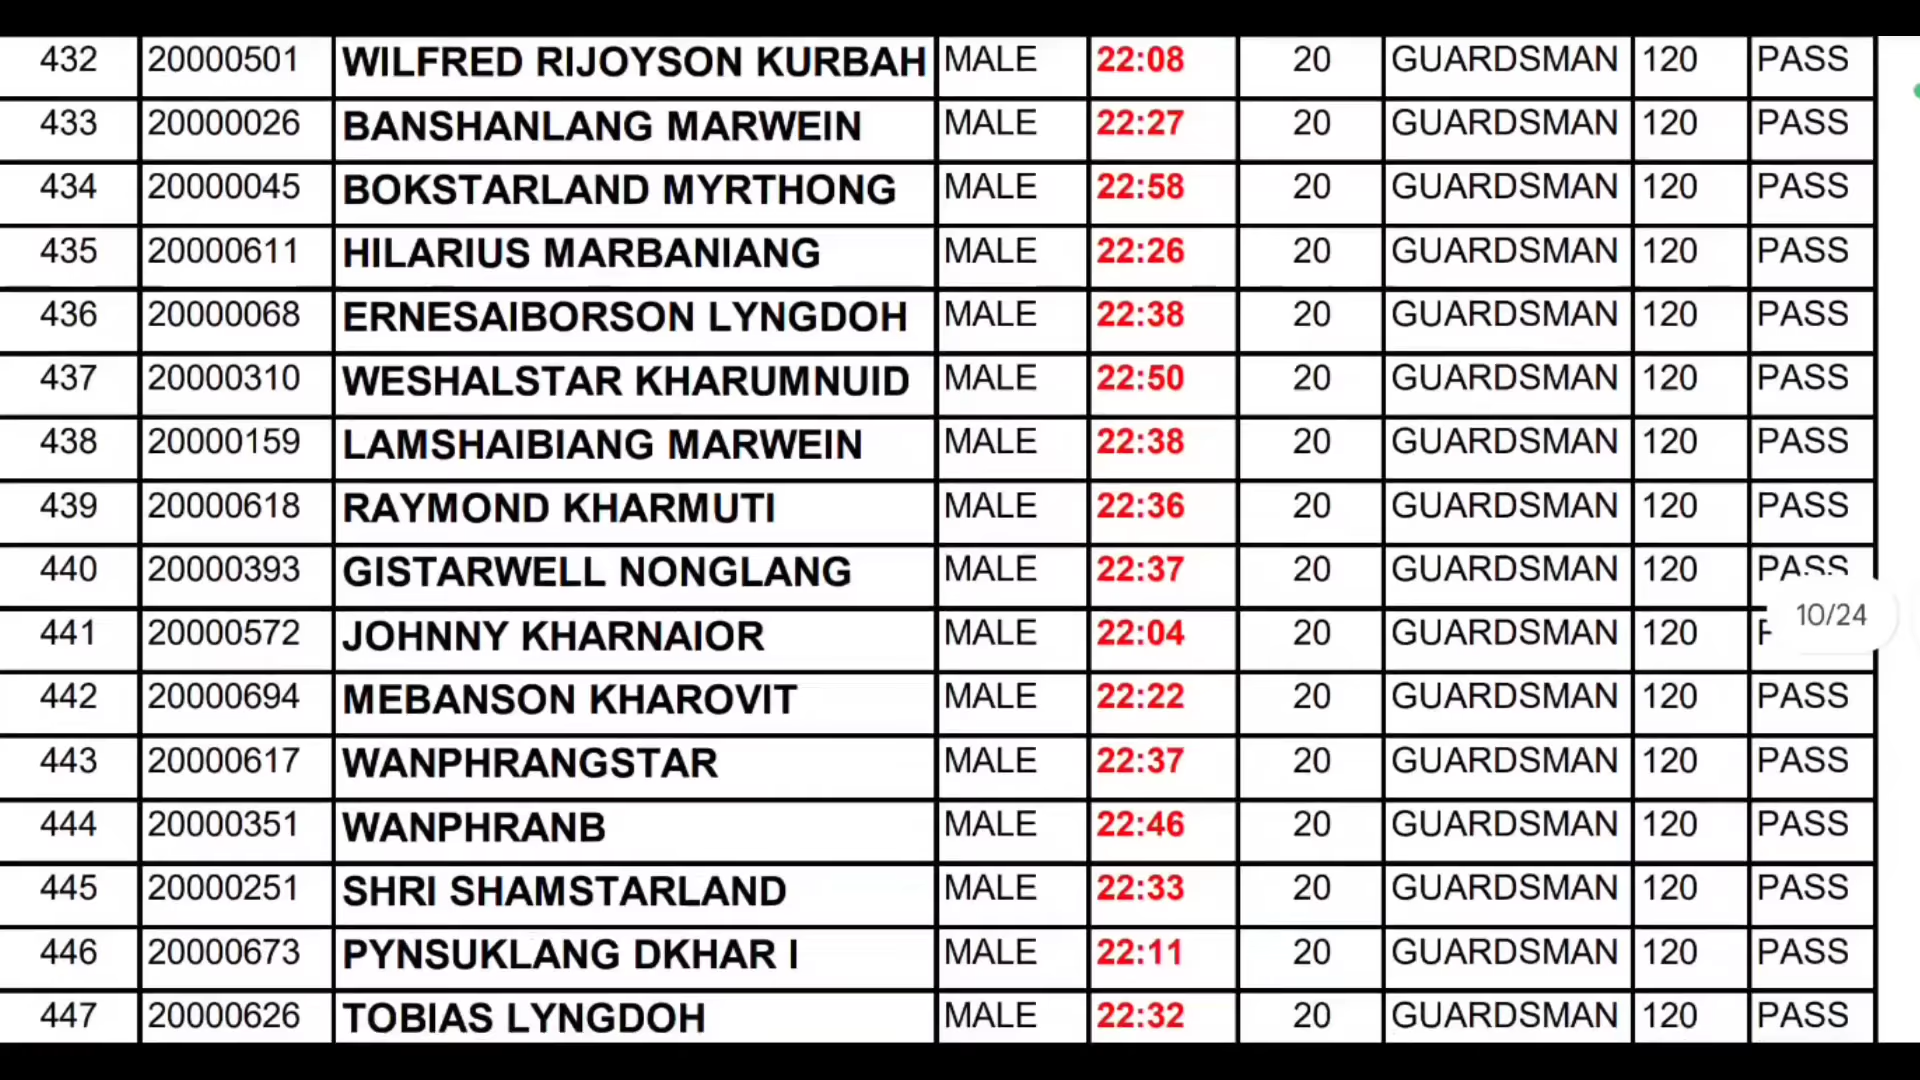 432 20000501 WILFRED RIJOYSON KURBAH MALE 22:08 20 GUARDSMAN 120 PASS
433 20000026 BANSHANLANG MARWEIN MALE 22:27 20 GUARDSMAN 120 PASS
434 20000045 BOKSTARLAND MYRTHONG MALE 22:58 20 GUARDSMAN 120 PASS
435 20000611 HILARIUS MARBANIANG MALE 22:26 20 GUARDSMAN 120 PASS
436 20000068 ERNESAIBORSON LYNGDOH MALE 22:38 20 GUARDSMAN 120 PASS
437 20000310 WESHALSTAR KHARUMNUID MALE 22:50 20 GUARDSMAN 120 PASS
438 20000159 LAMSHAIBIANG MARWEIN MALE 22:38 20 GUARDSMAN 120 PASS
439 20000618 RAYMOND KHARMUTI MALE 22:36 20 GUARDSMAN 120 PASS
440 20000393 GISTARWELL NONGLANG MALE 22:37 20 GUARDSMAN 120 PASS
441 20000572 JOHNNY KHARNAIOR MALE 22:04 20 GUARDSMAN 120
10/24
442 20000694 MEBANSON KHAROVIT MALE 22:22 20 GUARDSMAN 120 PASS
443 20000617 WANPHRANGSTAR MALE 22:37 20 GUARDSMAN 120 PASS
444 20000351 WANPHRANB MALE 22:46 20 GUARDSMAN 120 PASS
445 20000251 SHRI SHAMSTARLAND MALE 22:33 20 GUARDSMAN 120 PASS
446 20000673 PYNSUKLANG DKHAR I MALE 22:11 20 GUARDSMAN 120 PASS
447 20000626 TOBIAS LYNGDOH MALE 22:32 20 GUARDSMAN 120 PASS